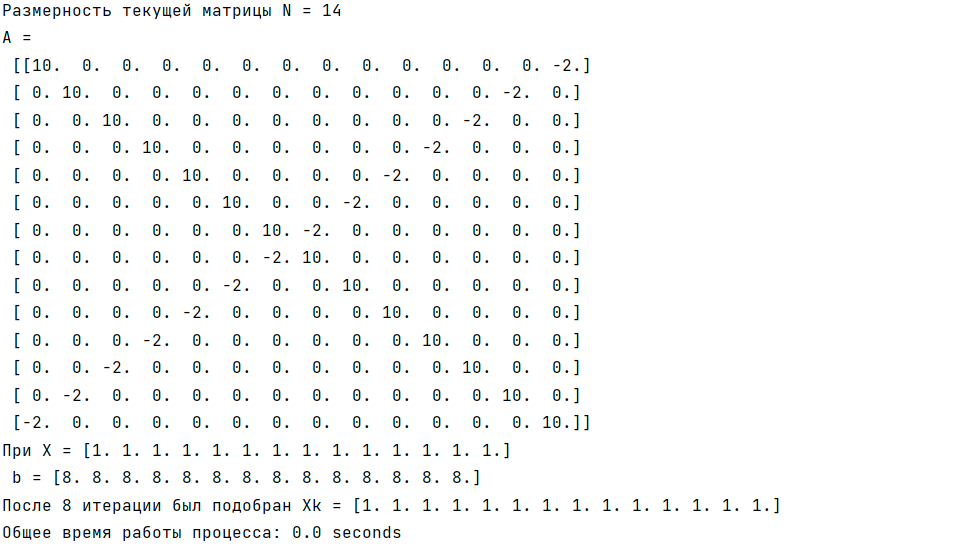 Размерность текущей матрицы N = 14
A =
 [[10.  0.  0.  0.  0.  0.  0.  0.  0.  0.  0.  0.  0. -2.]
 [ 0. 10.  0.  0.  0.  0.  0.  0.  0.  0.  0.  0. -2.  0.]
 [ 0.  0. 10.  0.  0.  0.  0.  0.  0.  0.  0. -2.  0.  0.]
 [ 0.  0.  0. 10.  0.  0.  0.  0.  0.  0. -2.  0.  0.  0.]
 [ 0.  0.  0.  0. 10.  0.  0.  0.  0. -2.  0.  0.  0.  0.]
 [ 0.  0.  0.  0.  0. 10.  0.  0. -2.  0.  0.  0.  0.  0.]
 [ 0.  0.  0.  0.  0.  0. 10. -2.  0.  0.  0.  0.  0.  0.]
 [ 0.  0.  0.  0.  0.  0. -2. 10.  0.  0.  0.  0.  0.  0.]
 [ 0.  0.  0.  0.  0. -2.  0.  0. 10.  0.  0.  0.  0.  0.]
 [ 0.  0.  0.  0. -2.  0.  0.  0.  0. 10.  0.  0.  0.  0.]
 [ 0.  0.  0. -2.  0.  0.  0.  0.  0.  0. 10.  0.  0.  0.]
 [ 0.  0. -2.  0.  0.  0.  0.  0.  0.  0.  0. 10.  0.  0.]
 [ 0. -2.  0.  0.  0.  0.  0.  0.  0.  0.  0.  0. 10.  0.]
 [-2.  0.  0.  0.  0.  0.  0.  0.  0.  0.  0.  0.  0. 10.]]
При X = [1. 1. 1. 1. 1. 1. 1. 1. 1. 1. 1. 1. 1. 1.]
 b = [8. 8. 8. 8. 8. 8. 8. 8. 8. 8. 8. 8. 8. 8.]
После 8 итерации был подобран Xk = [1. 1. 1. 1. 1. 1. 1. 1. 1. 1. 1. 1. 1. 1.]
Общее время работы процесса: 0.0 seconds